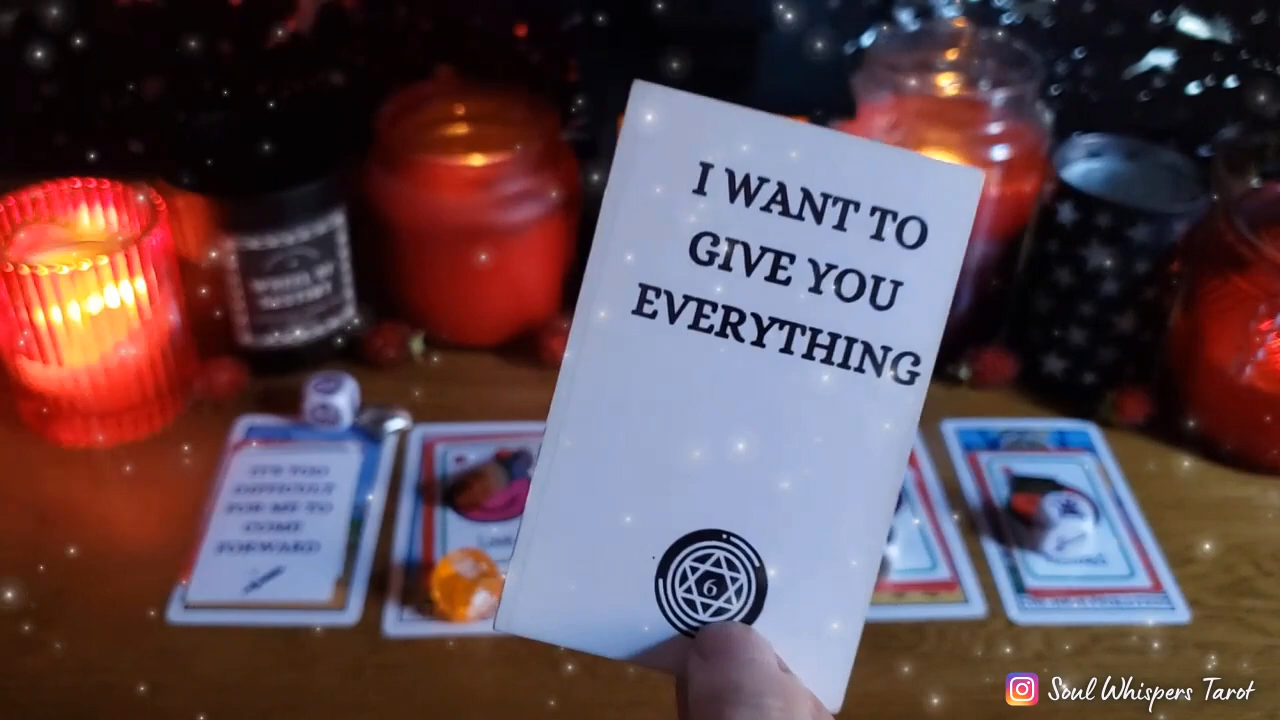 I WANT TO
GIVE YOU
EVERYTHING
6
IT'S TOO
DIFFICULT
FOR ME TO
COME
FORWARD
Soul Whispers Tarot